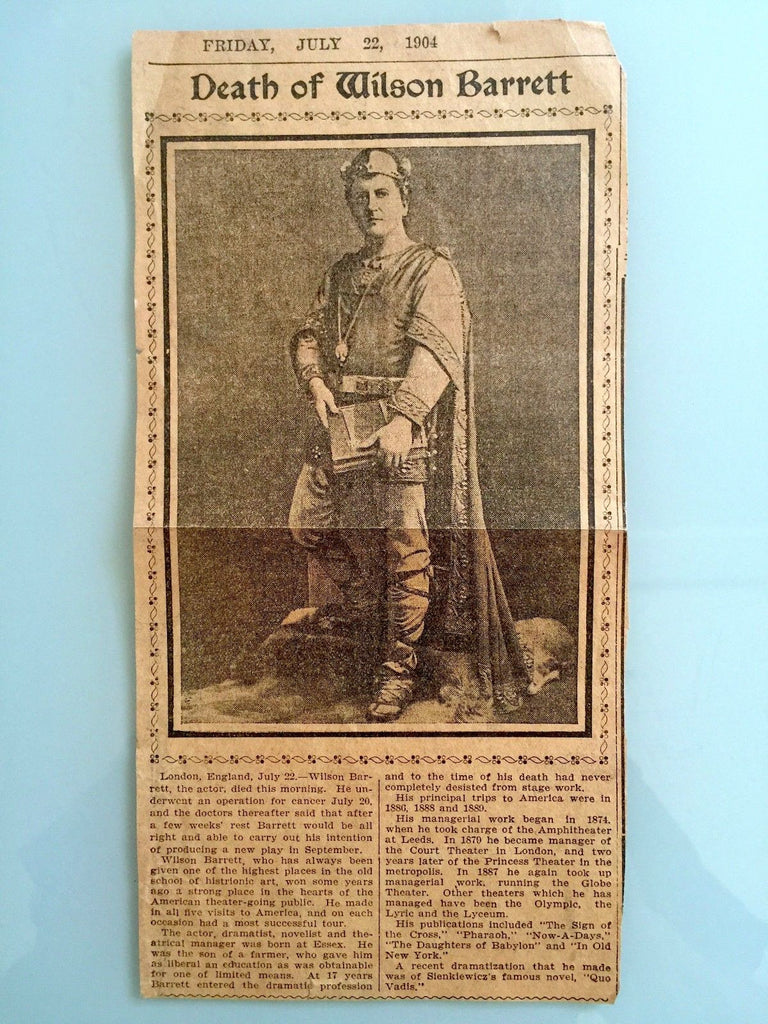 FRIDAY, JULY 22, 1904
Death of Wilson Barrett
London, England, July 22.—Wilson Bar-
rett, the actor, died this morning. He un-
derwent an operation for cancer July 20,
and the doctors thereafter said that after
a few weeks' rest Barrett would be all
right and able to carry out his intention
of producing a new play in September.
Wilson Barrett, who has always been
given one of the highest places in the old
school of histrionic art, won some years
ago a strong place in the hearts of the
American theater-going public. He made
in all five visits to America, and on each
occasion had a most successful tour.
The actor, dramatist, novelist and the-
atrical manager was born at Essex. He
was the son of a farmer, who gave him
as liberal an education as was obtainable
for one of limited means. At 17 years
Barrett entered the dramatic profession
and to the time of his death had never
completely desisted from stage work.
His principal trips to America were in
1886, 1888 and 1889.
His managerial work began in 1874,
when he took charge of the Amphitheater
at Leeds. In 1879 he became manager of
the Court Theater in London, and two
years later of the Princess Theater in the
metropolis. In 1887 he again took up
managerial work, running the Globe
Theater. Other theaters which he has
managed have been the Olympic, the
Lyric and the Lyceum.
His publications included "The Sign of
the Cross," "Pharaoh," "Now-A-Days,"
"The Daughters of Babylon" and "In Old
New York."
A recent dramatization that he made
was of Sienkiewicz's famous novel, "Quo
Vadis."